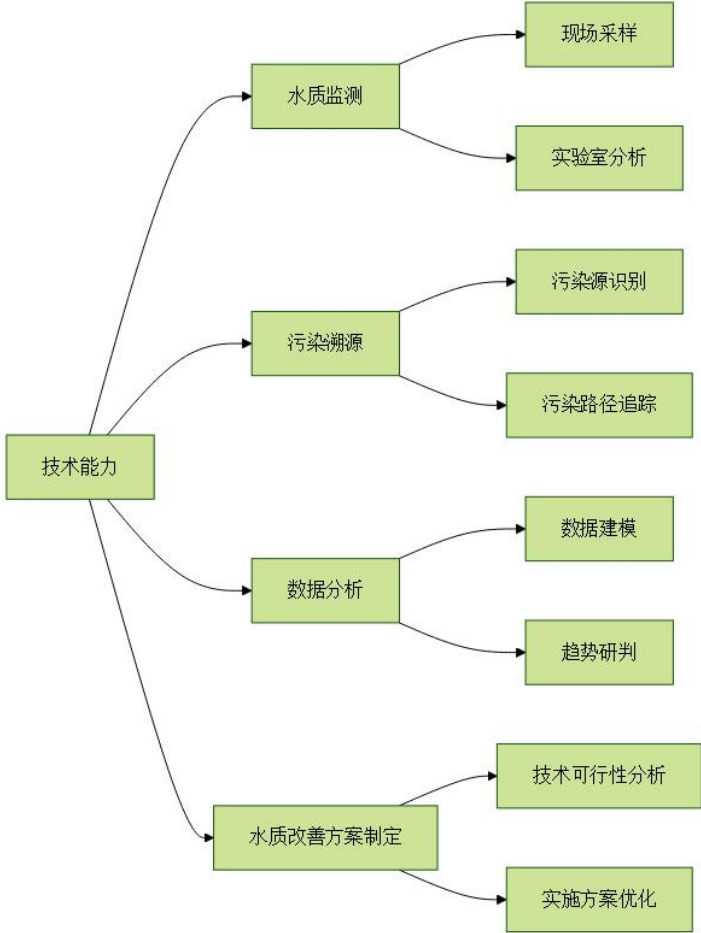 现场采样
水质监测
实验室分析
污染源识别
污染溯源
污染路径追踪
技术能力
数据建模
数据分析
趋势研判
技术可行性分析
水质改善方案制定
实施方案优化